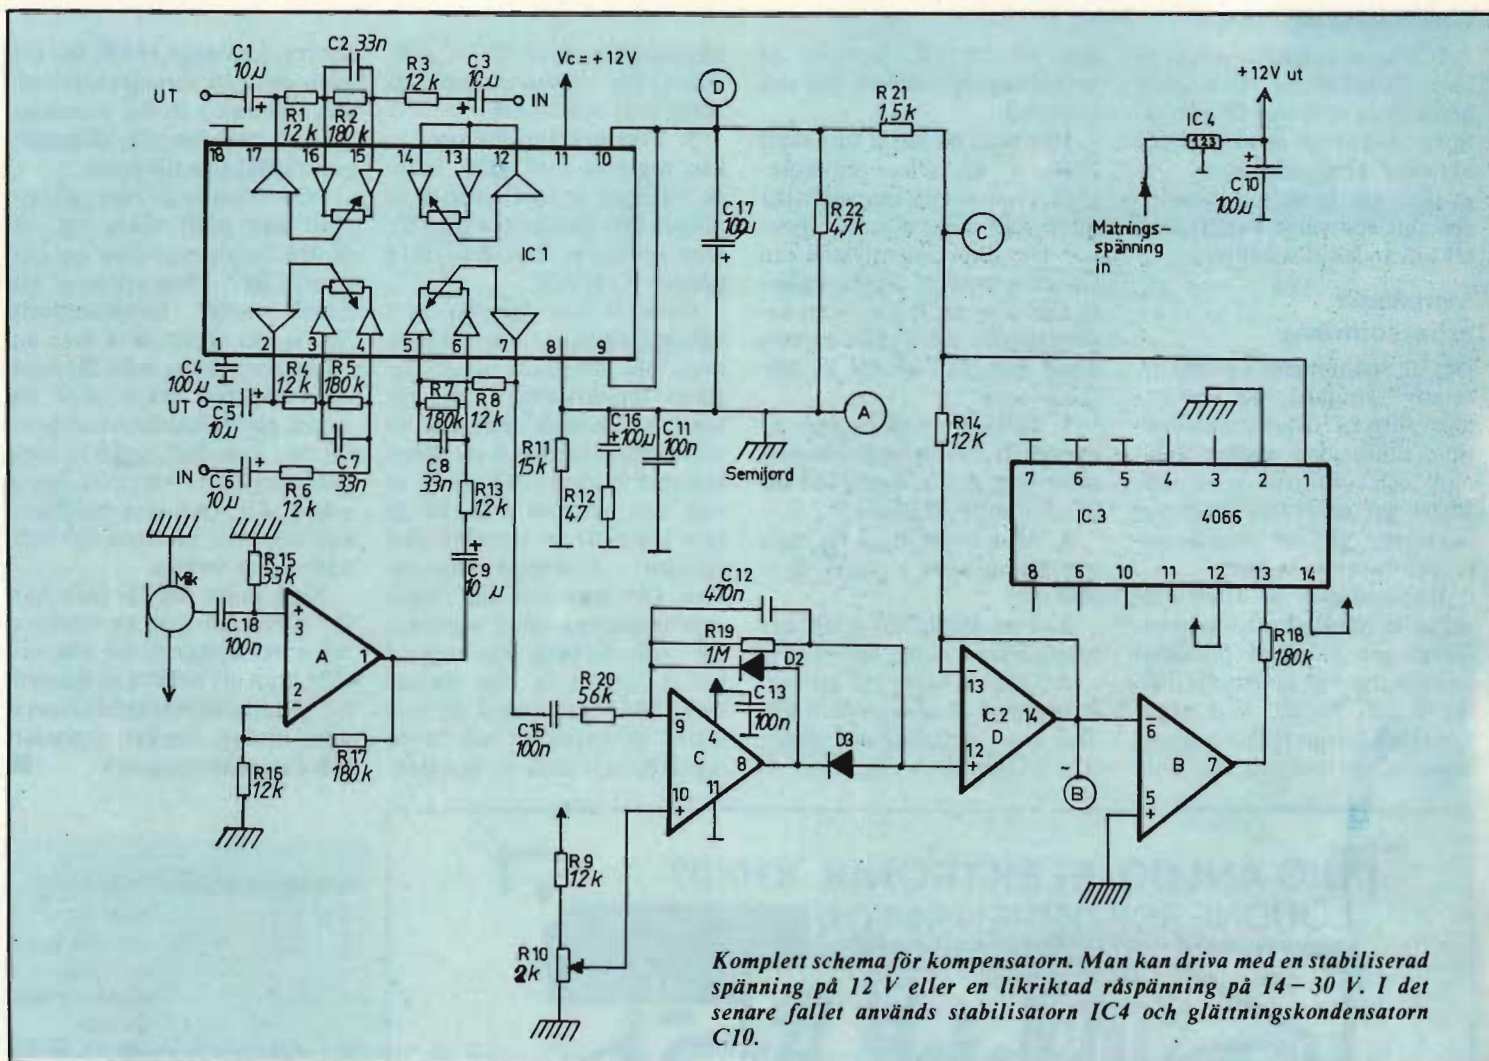 C1
10µ
C2 33n
R3
12k
C3
10µ
Vc = +12V
UT
IN
R1
12k
R2
180k
18 17 16 15 14 13 12 11 10
IC 1
1 2 3 4 5 6 7 8 9
C4
100µ
R4
12k
R5
180k
UT
C5
10µ
C7
33n
IN
C6
10µ
R6
12k
R7
180k
R8
12k
C8
33n
R13
12k
C9
10µ
R11
15k
C16
100µ
R12
47
C11
100n
Semijord
D
C17
100µ
R22
4,7k
A
R21
1,5k
C
+12V ut
IC 4
1 2 3
C10
100µ
Matnings-
spänning
in
R14
12K
7 6 5 4 3 2 1
IC 3 4066
8 6 10 11 12 13 14
R18
180k
Mik
R15
33k
C18
100n
+
3
A
1
2
–
R16
12k
R17
180k
C15
100n
R20
56k
C12
470n
R19
1M
D2
C13
100n
–
9
4
C
8
10
+
11
D3
R9
12k
R10
2k
–
13
IC2
14
D
12
+
–
B
–
6
B
7
5
+
Komplett schema för kompensatorn. Man kan driva med en stabiliserad
spänning på 12 V eller en likriktad råspänning på 14–30 V. I det
senare fallet används stabilisatorn IC4 och glättningskondensatorn
C10.